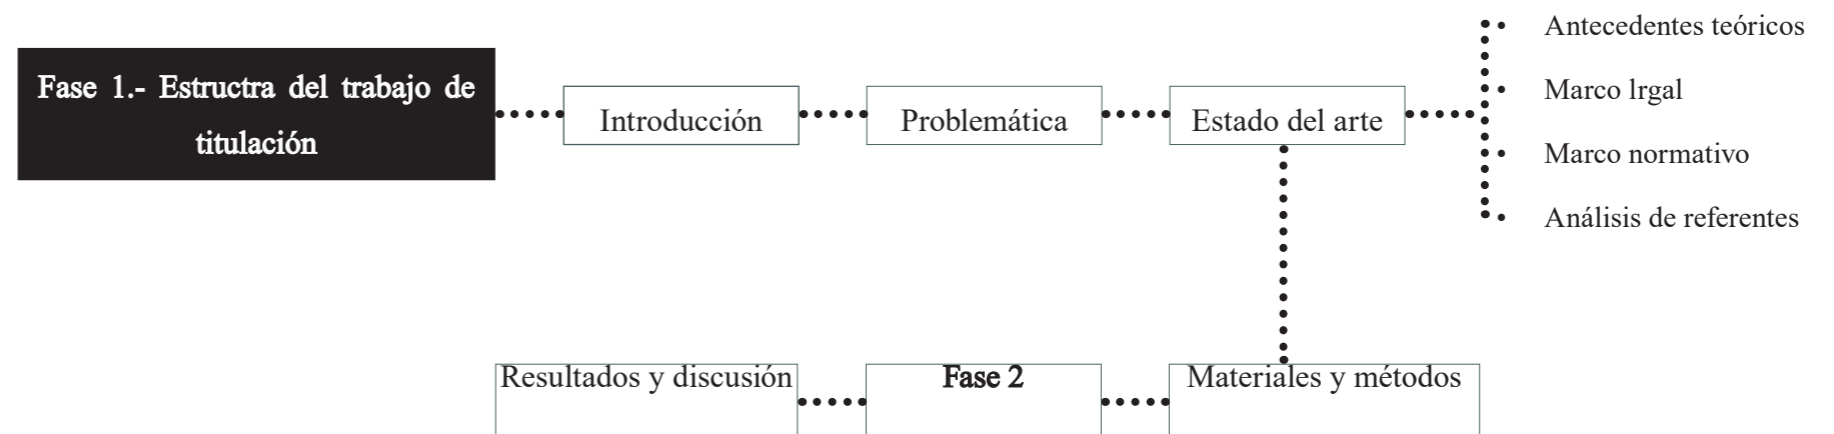 Fase 1.- Estructra del trabajo de
titulación
Introducción
Problemática
Estado del arte
• Antecedentes teóricos
• Marco lrgal
• Marco normativo
• Análisis de referentes
Resultados y discusión
Fase 2
Materiales y métodos